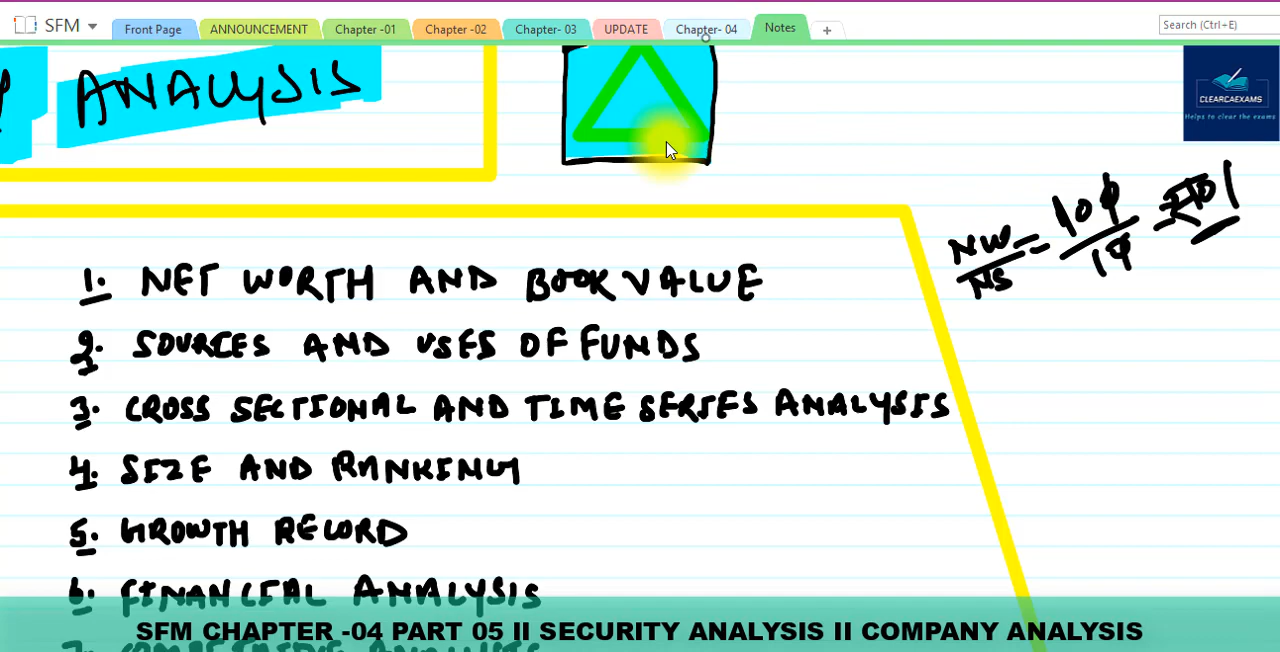 SFM
Front Page
ANNOUNCEMENT
Chapter -01
Chapter -02
Chapter- 03
UPDATE
Chapter- 04
Notes
Search (Ctrl+E)
ANALYSIS
CLEARCAEXAMS
Helps to clear the exams
NW/NS =
1. NET WORTH AND BOOK VALUE
2. SOURCES AND USES OF FUNDS
3. CROSS SECTIONAL AND TIME SERIES ANALYSIS
4. SIZE AND RANKING
5. GROWTH RECORD
6. FINANCIAL ANALYSIS
SFM CHAPTER -04 PART 05 II SECURITY ANALYSIS II COMPANY ANALYSIS